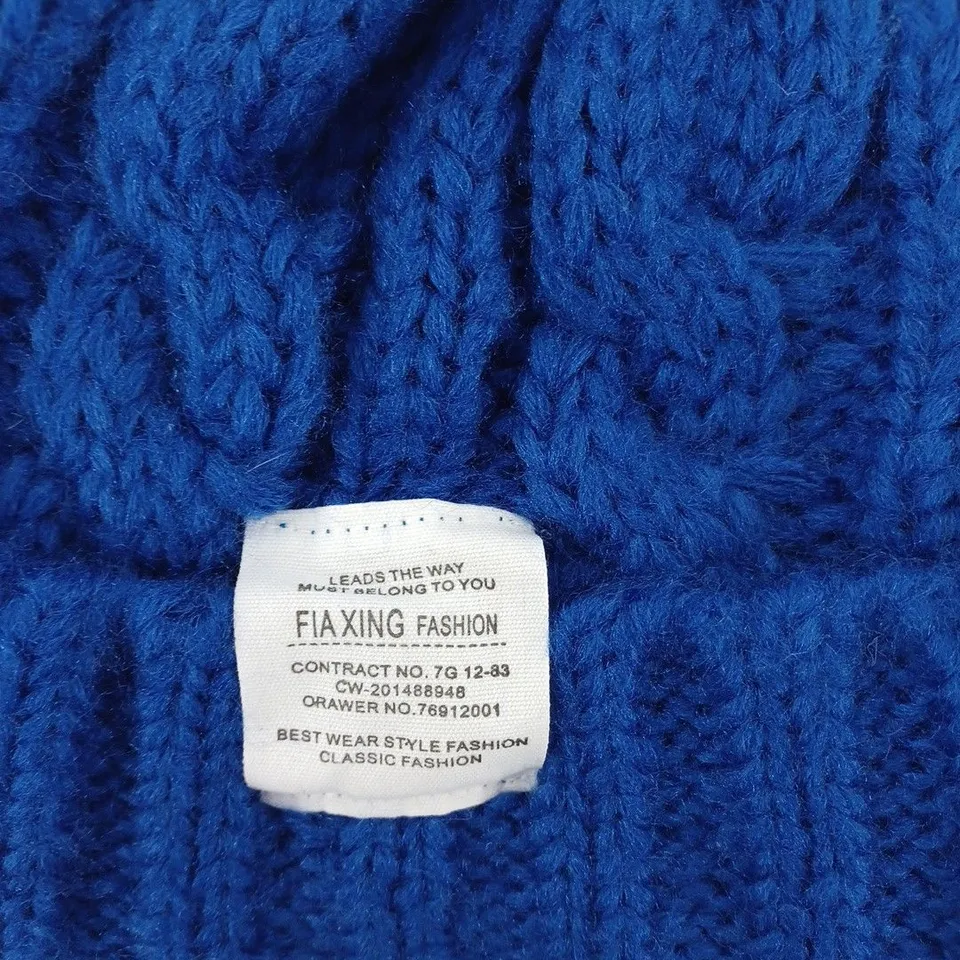 LEADS THE WAY
MUST BELONG TO YOU
FIAXING FASHION
CONTRACT NO. 7G 12-83
CW-201488948
ORAWER NO.76912001
BEST WEAR STYLE FASHION
CLASSIC FASHION